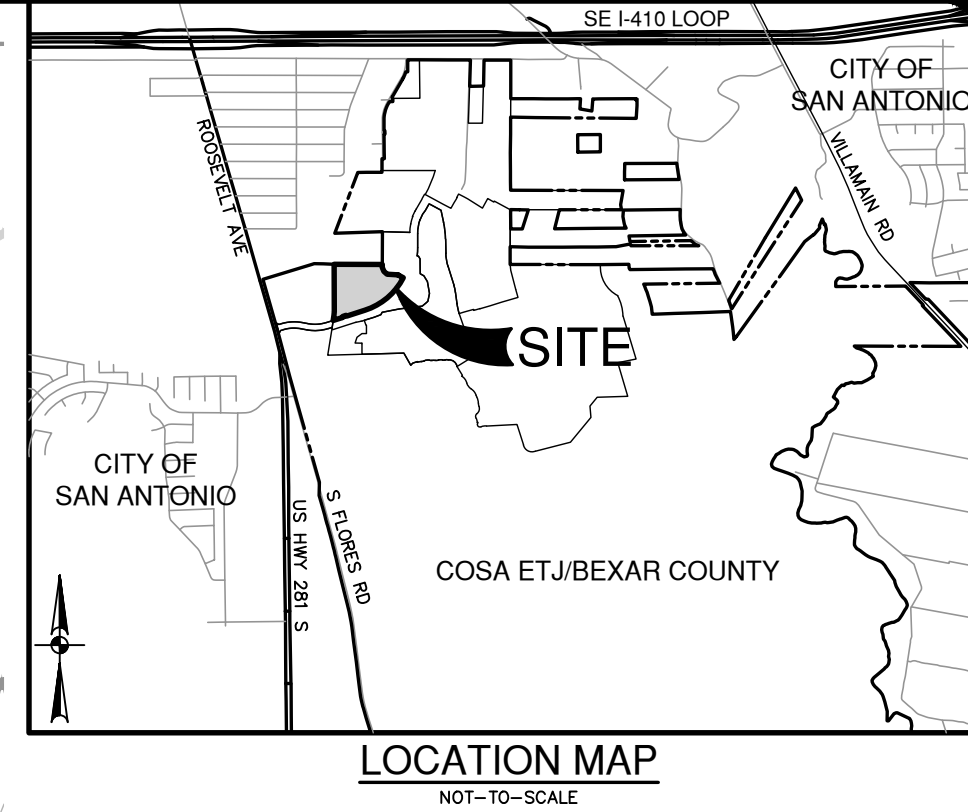 SE I-410 LOOP
CITY OF
SAN ANTONIO
ROOSEVELT AVE
VILLAMAIN RD
SITE
CITY OF
SAN ANTONIO
US HWY 281 S
S FLORES RD
COSA ETJ/BEXAR COUNTY
LOCATION MAP
NOT-TO-SCALE